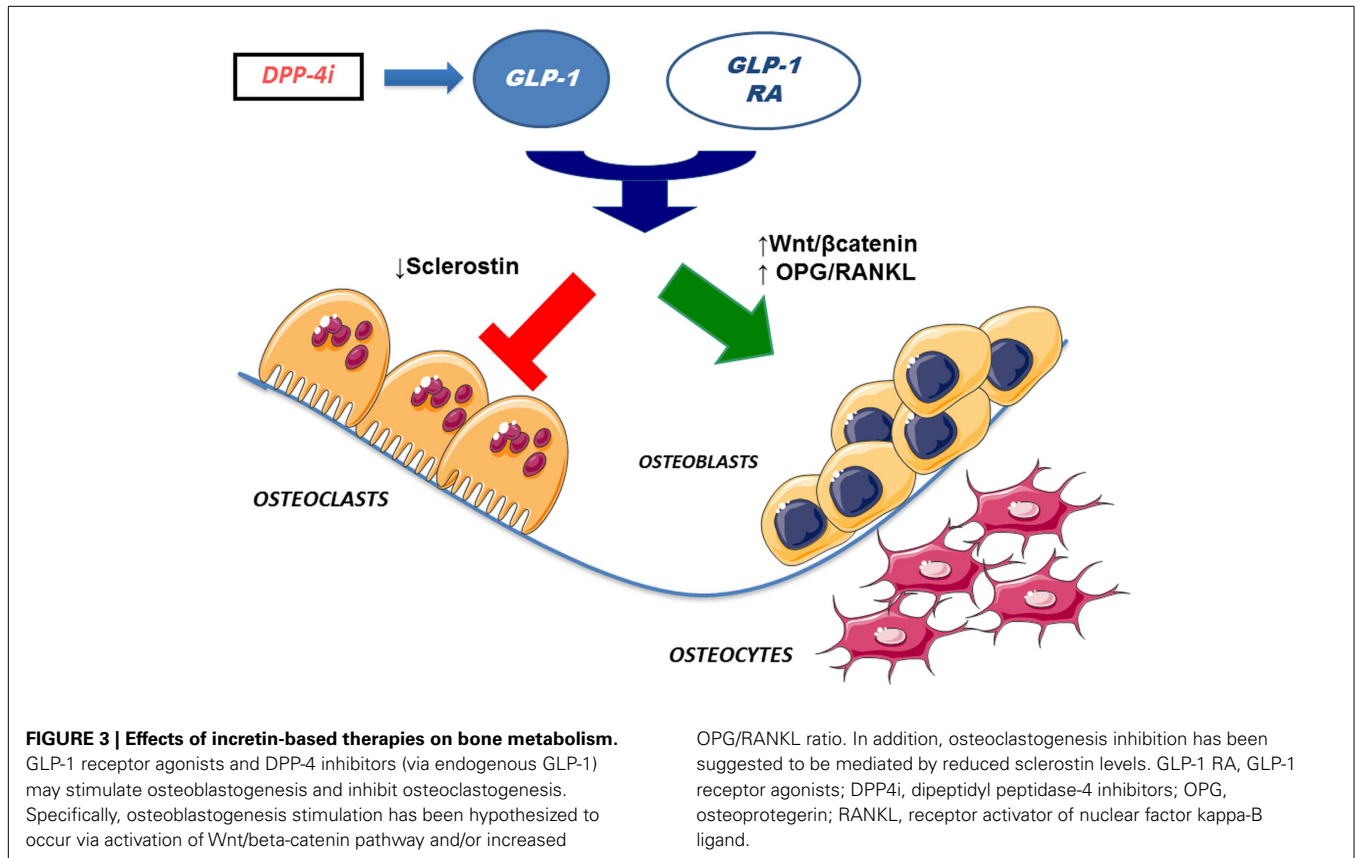 DPP-4i
GLP-1
GLP-1
RA
↓Sclerostin
↑Wnt/βcatenin
↑ OPG/RANKL
OSTEOBLASTS
OSTEOCLASTS
OSTEOCYTES
FIGURE 3 | Effects of incretin-based therapies on bone metabolism.
GLP-1 receptor agonists and DPP-4 inhibitors (via endogenous GLP-1)
may stimulate osteoblastogenesis and inhibit osteoclastogenesis.
Specifically, osteoblastogenesis stimulation has been hypothesized to
occur via activation of Wnt/beta-catenin pathway and/or increased
OPG/RANKL ratio. In addition, osteoclastogenesis inhibition has been
suggested to be mediated by reduced sclerostin levels. GLP-1 RA, GLP-1
receptor agonists; DPP4i, dipeptidyl peptidase-4 inhibitors; OPG,
osteoprotegerin; RANKL, receptor activator of nuclear factor kappa-B
ligand.